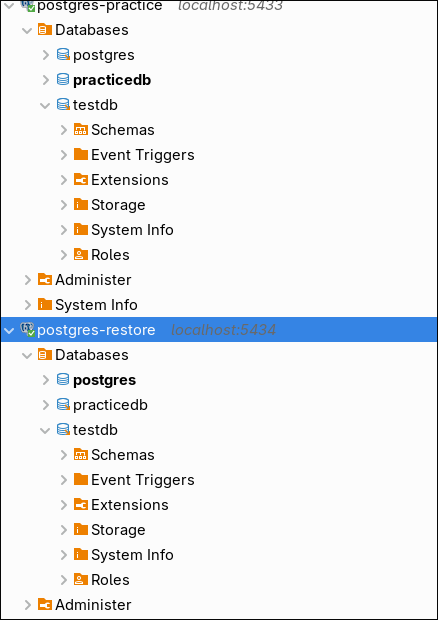 postgres-practice localhost:5433
Databases
postgres
practicedb
testdb
Schemas
Event Triggers
Extensions
Storage
System Info
Roles
Administer
System Info
postgres-restore localhost:5434
Databases
postgres
practicedb
testdb
Schemas
Event Triggers
Extensions
Storage
System Info
Roles
Administer